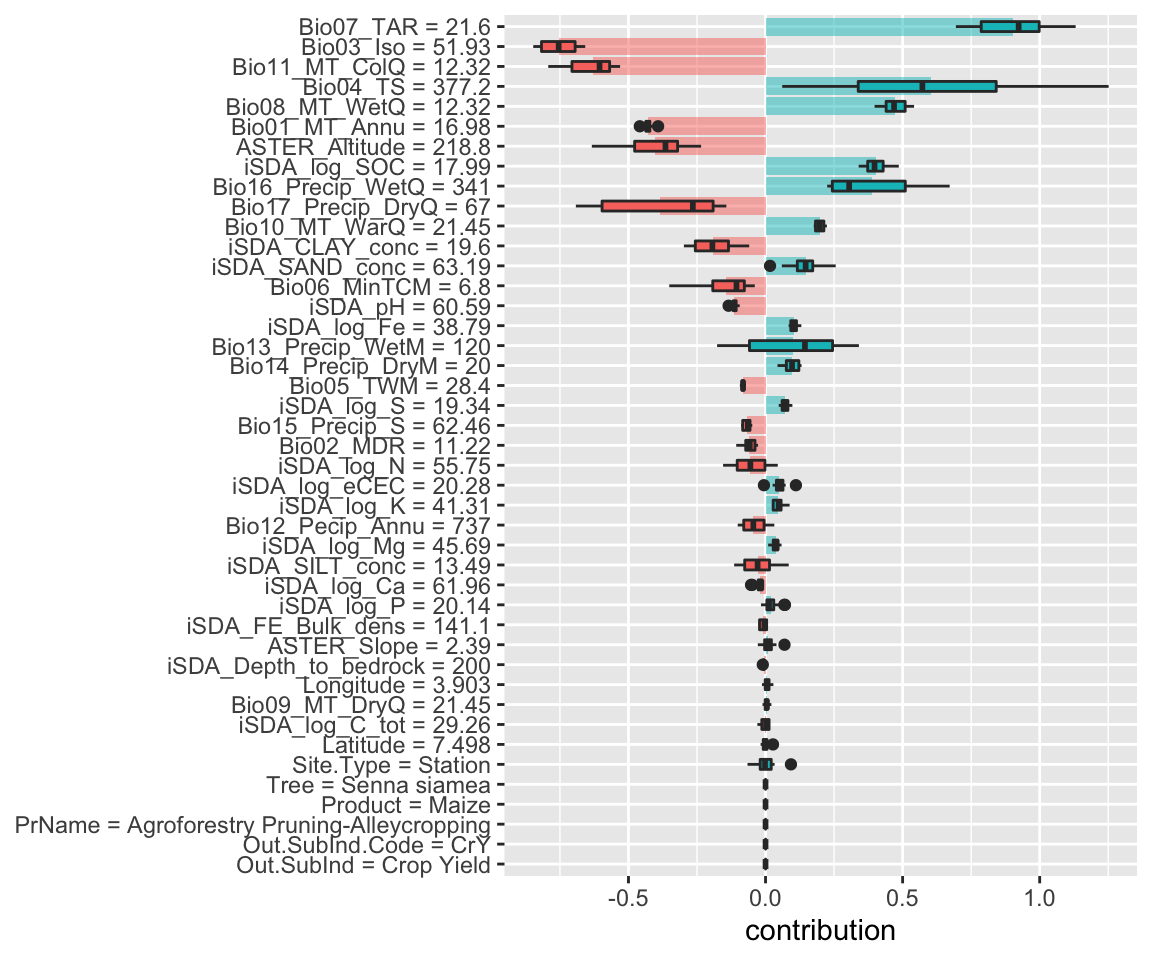 Bio07_TAR = 21.6
Bio03_Iso = 51.93
Bio11_MT_ColQ = 12.32
Bio04_TS = 377.2
Bio08_MT_WetQ = 12.32
Bio01_MT_Annu = 16.98
ASTER_Altitude = 218.8
iSDA_log_SOC = 17.99
Bio16_Precip_WetQ = 341
Bio17_Precip_DryQ = 67
Bio10_MT_WarQ = 21.45
iSDA_CLAY_conc = 19.6
iSDA_SAND_conc = 63.19
Bio06_MinTCM = 6.8
iSDA_pH = 60.59
iSDA_log_Fe = 38.79
Bio13_Precip_WetM = 120
Bio14_Precip_DryM = 20
Bio05_TWM = 28.4
iSDA_log_S = 19.34
Bio15_Precip_S = 62.46
Bio02_MDR = 11.22
iSDA_log_N = 55.75
iSDA_log_eCEC = 20.28
iSDA_log_K = 41.31
Bio12_Pecip_Annu = 737
iSDA_log_Mg = 45.69
iSDA_SILT_conc = 13.49
iSDA_log_Ca = 61.96
iSDA_log_P = 20.14
iSDA_FE_Bulk_dens = 141.1
ASTER_Slope = 2.39
iSDA_Depth_to_bedrock = 200
Longitude = 3.903
Bio09_MT_DryQ = 21.45
iSDA_log_C_tot = 29.26
Latitude = 7.498
Site.Type = Station
Tree = Senna siamea
Product = Maize
PrName = Agroforestry Pruning-Alleycropping
Out.SubInd.Code = CrY
Out.SubInd = Crop Yield
-0.5 0.0 0.5 1.0
contribution